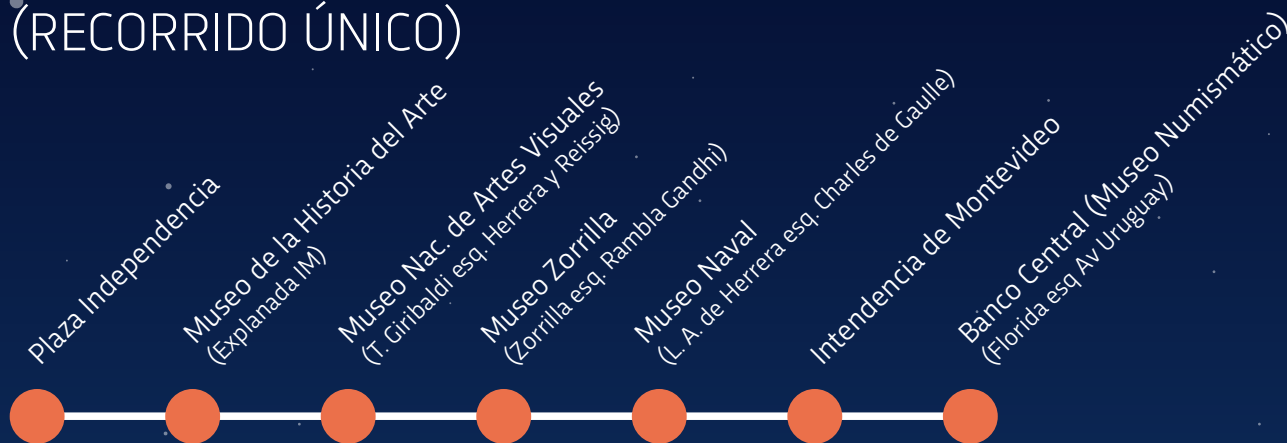 (RECORRIDO ÚNICO)
Plaza Independencia
Museo de la Historia del Arte
(Explanada IM)
Museo Nac. de Artes Visuales
(T. Giribaldi esq. Herrera y Reissig)
Museo Zorrilla
(Zorrilla esq. Rambla Gandhi)
Museo Naval
(L. A. de Herrera esq. Charles de Gaulle)
Intendencia de Montevideo
Banco Central (Museo Numismático)
(Florida esq Av Uruguay)